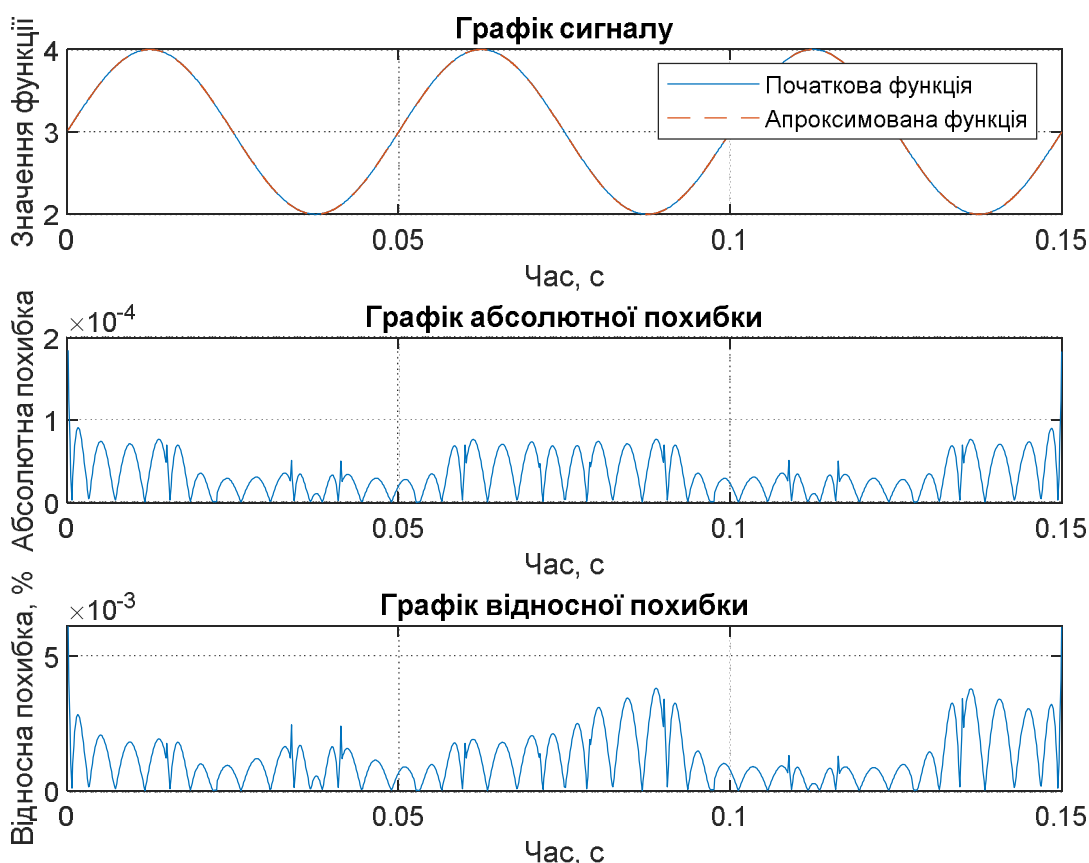 Графік сигналу
Значення функції
4
3
2
Початкова функція
Апроксимована функція
0
0.05
0.1
0.15
Час, с
Графік абсолютної похибки
×10-4
Абсолютна похибка
2
1
0
0
0.05
0.1
0.15
Час, с
Графік відносної похибки
×10-3
Відносна похибка, %
5
0
0
0.05
0.1
0.15
Час, с